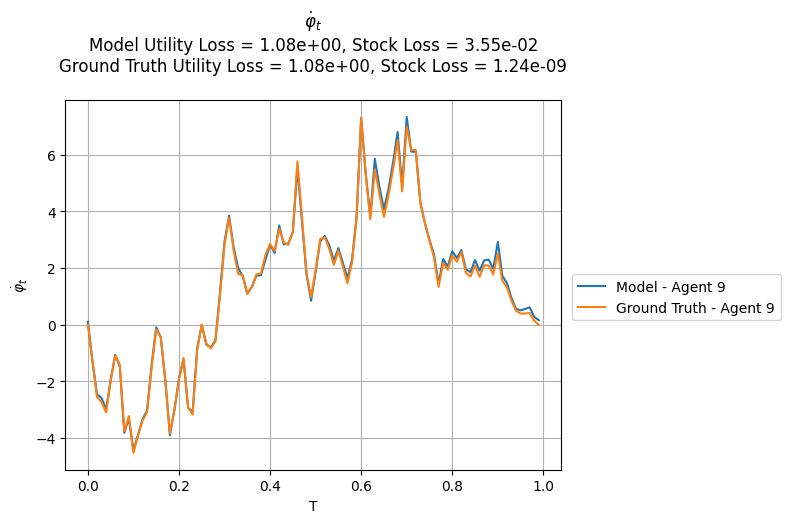 φ̇ₜ
Model Utility Loss = 1.08e+00, Stock Loss = 3.55e-02
Ground Truth Utility Loss = 1.08e+00, Stock Loss = 1.24e-09
φ̇ₜ
6
4
2
0
−2
−4
0.0 0.2 0.4 0.6 0.8 1.0
T
Model - Agent 9
Ground Truth - Agent 9